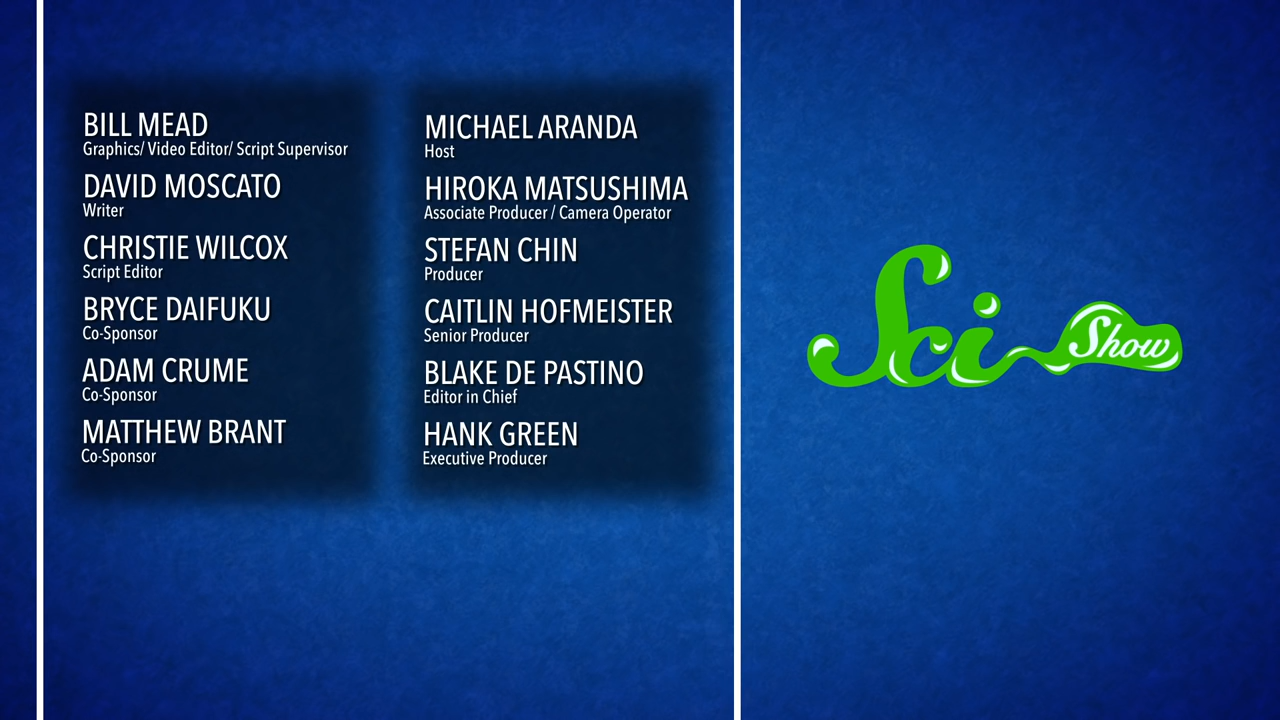 BILL MEAD
Graphics/ Video Editor/ Script Supervisor
DAVID MOSCATO
Writer
CHRISTIE WILCOX
Script Editor
BRYCE DAIFUKU
Co-Sponsor
ADAM CRUME
Co-Sponsor
MATTHEW BRANT
Co-Sponsor
MICHAEL ARANDA
Host
HIROKA MATSUSHIMA
Associate Producer / Camera Operator
STEFAN CHIN
Producer
CAITLIN HOFMEISTER
Senior Producer
BLAKE DE PASTINO
Editor in Chief
HANK GREEN
Executive Producer
Sci Show